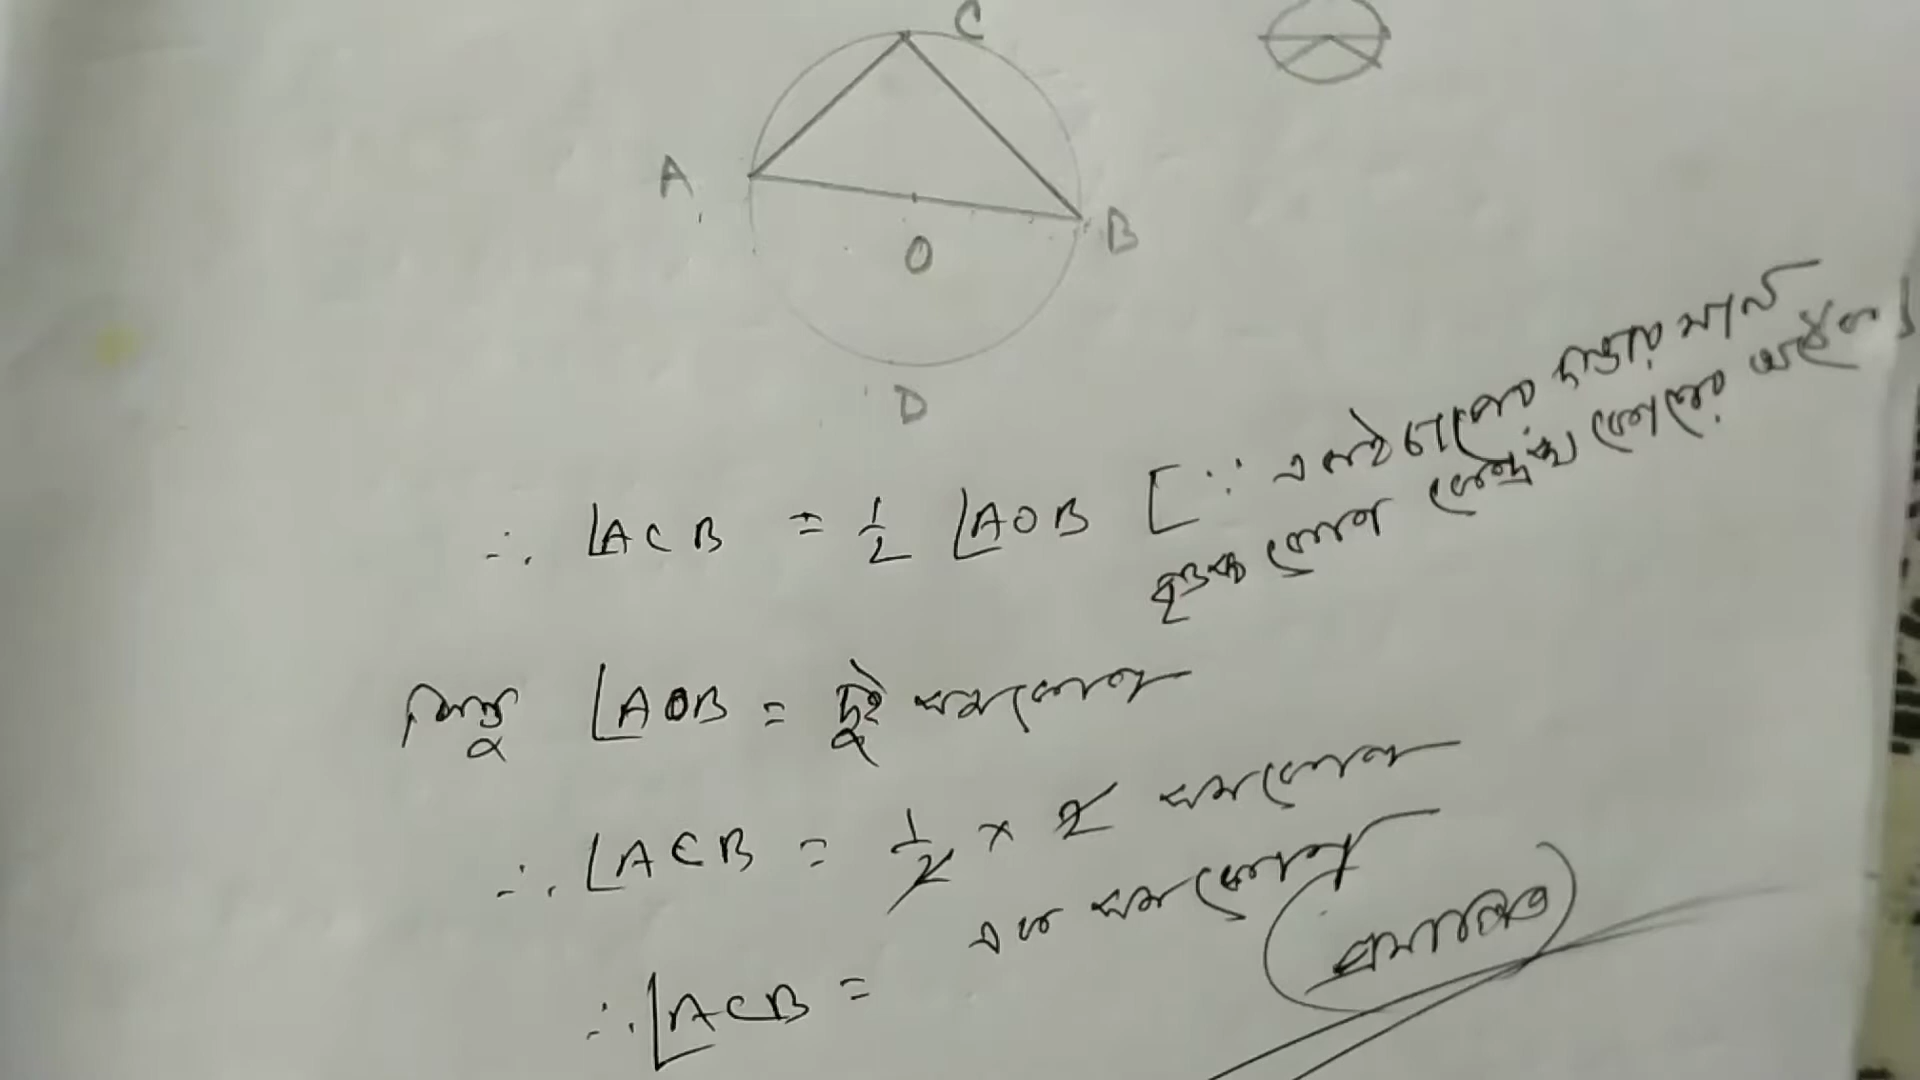 C
A
B
O
D
∴ ∠ACB = 1/2 ∠AOB [∵ একই চাপের উপর দণ্ডায়মান
বৃত্তস্থ কোণ কেন্দ্রস্থ কোণের অর্ধেক]
কিন্তু ∠AOB = দুই সমকোণ
∴ ∠ACB = 1/2 × 2 সমকোণ
∴ ∠ACB = এক সমকোণ
(প্রমাণিত)